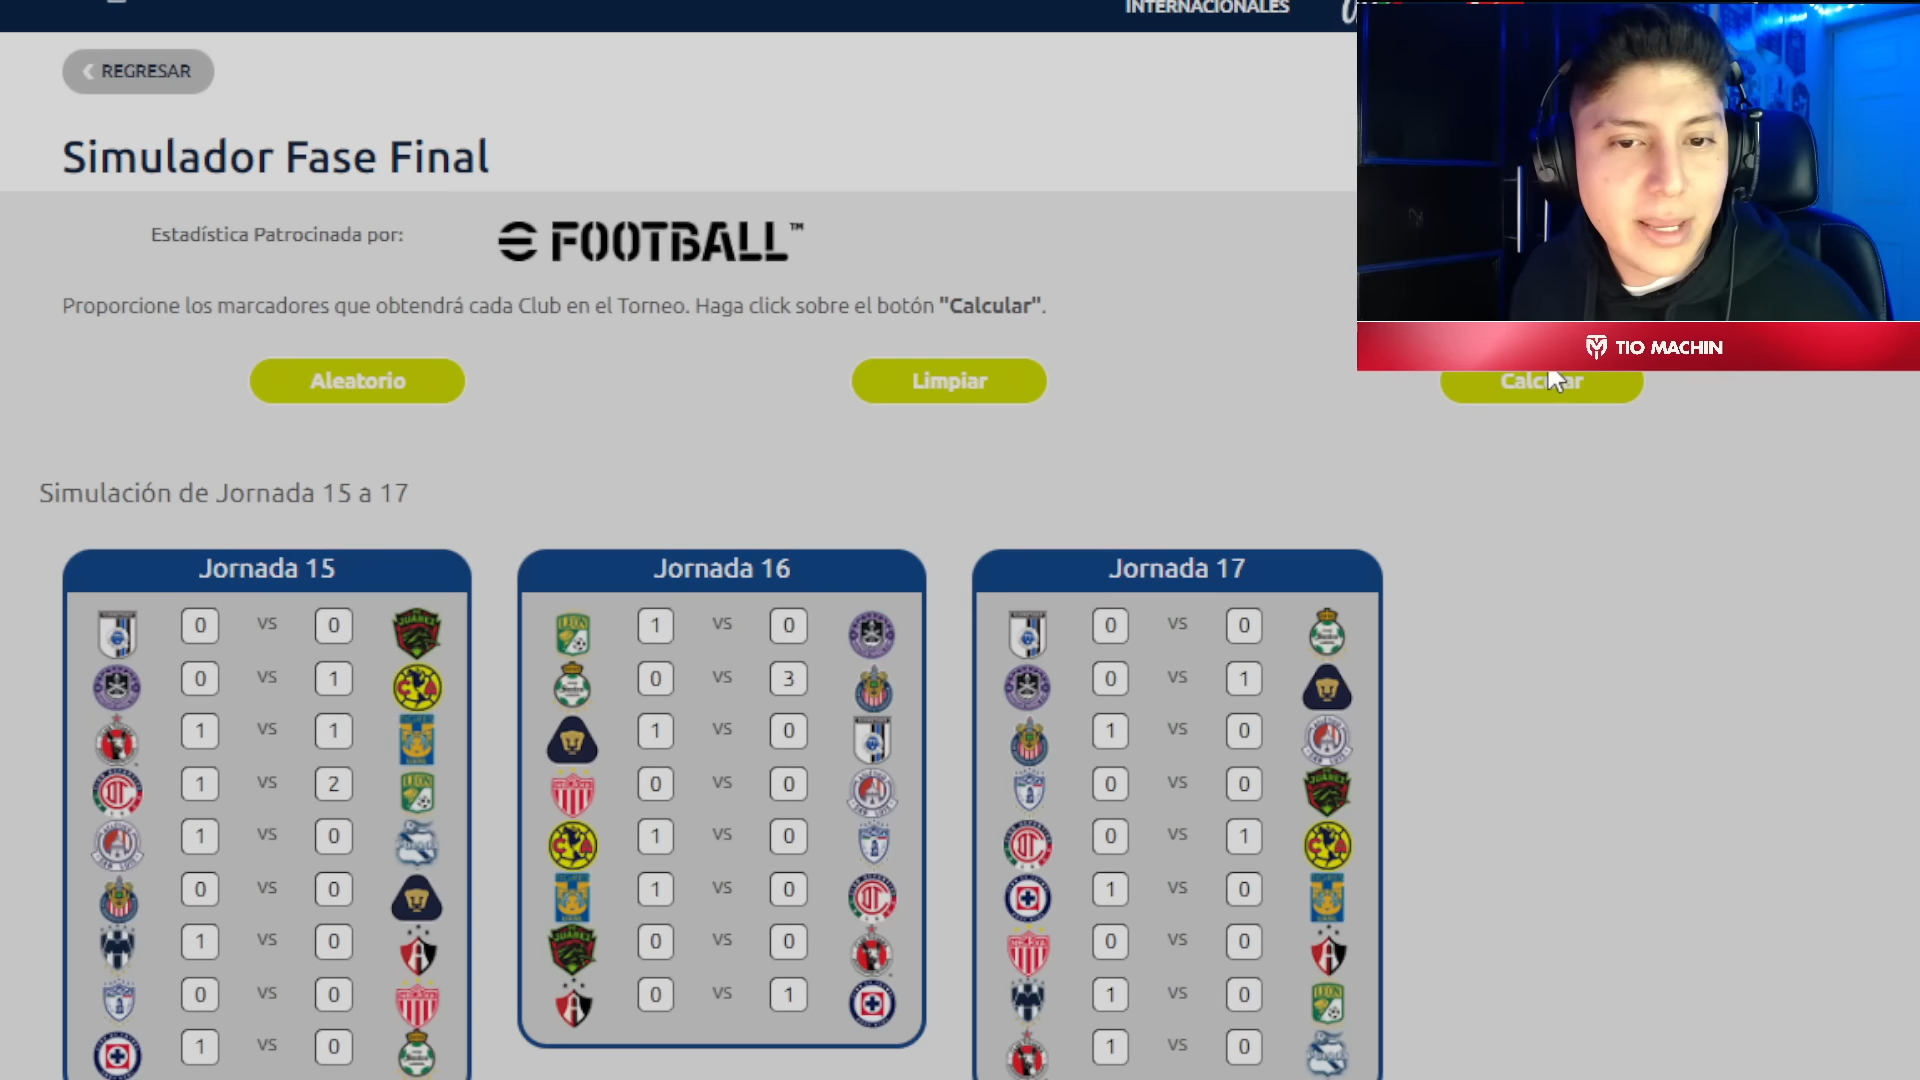 INTERNACIONALES
REGRESAR
Simulador Fase Final
Estadística Patrocinada por:
FOOTBALL™
Proporcione los marcadores que obtendrá cada Club en el Torneo. Haga click sobre el botón "Calcular".
TIO MACHIN
Aleatorio
Limpiar
Simulación de Jornada 15 a 17
Jornada 15
0 VS 0
0 VS 1
1 VS 1
1 VS 2
1 VS 0
0 VS 0
1 VS 0
0 VS 0
1 VS 0
Jornada 16
1 VS 0
0 VS 3
1 VS 0
0 VS 0
1 VS 0
1 VS 0
0 VS 0
0 VS 1
Jornada 17
0 VS 0
0 VS 1
1 VS 0
0 VS 0
0 VS 1
1 VS 0
0 VS 0
1 VS 0
1 VS 0